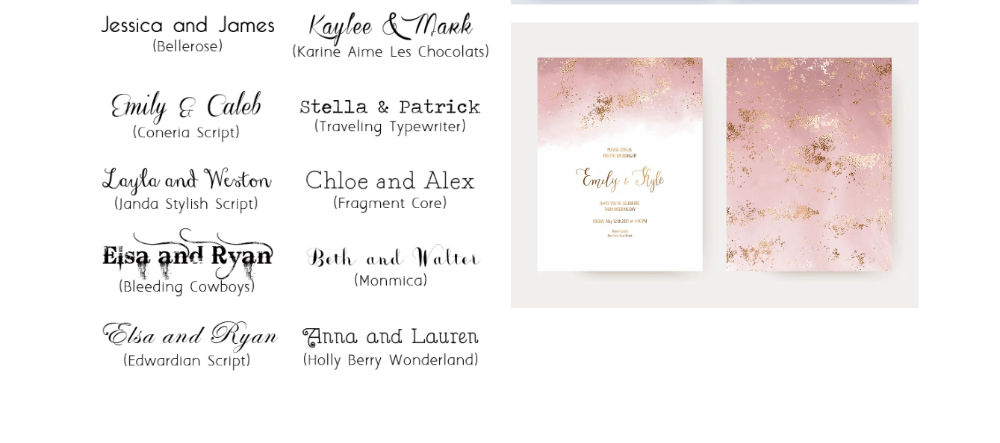 Jessica and James
(Bellerose)
Kaylee & Mark
(Karine Aime Les Chocolats)
Emily & Caleb
(Coneria Script)
Stella & Patrick
(Traveling Typewriter)
Layla and Weston
(Janda Stylish Script)
Chloe and Alex
(Fragment Core)
Elsa and Ryan
(Bleeding Cowboys)
Beth and Walter
(Monmica)
Elsa and Ryan
(Edwardian Script)
Anna and Lauren
(Holly Berry Wonderland)
PLEASE JOIN US
FOR THE WEDDING OF
Emily & Kyle
INVITE YOU TO CELEBRATE
THEIR WEDDING DAY
FRIDAY, May 12 th 2021 at 4:00 PM
New York,